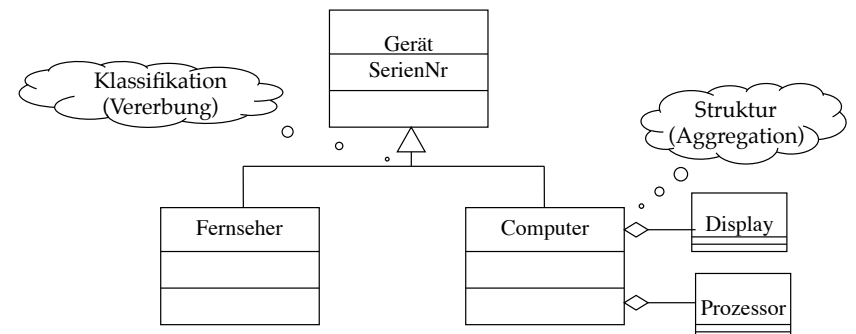 Gerät
SerienNr
Klassifikation
(Vererbung)
Struktur
(Aggregation)
Fernseher
Computer
Display
Prozessor